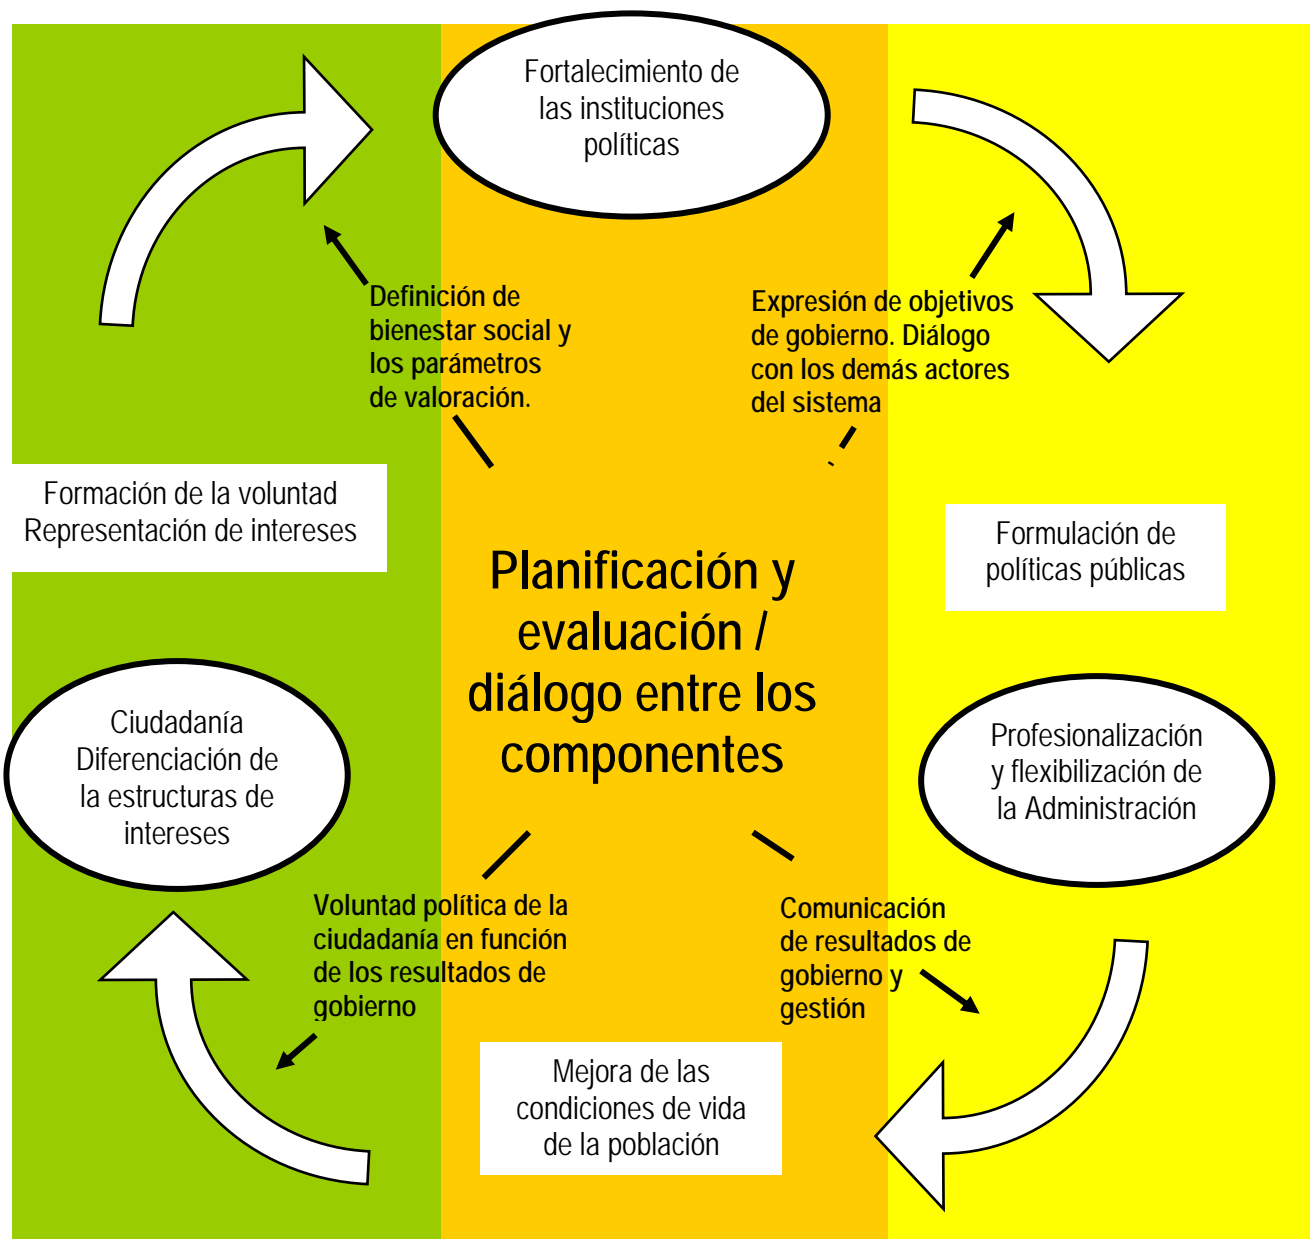 Fortalecimiento de
las instituciones
políticas
Definición de
bienestar social y
los parámetros
de valoración.
Expresión de objetivos
de gobierno. Diálogo
con los demás actores
del sistema
Formación de la voluntad
Representación de intereses
Formulación de
políticas públicas
Planificación y
evaluación /
diálogo entre los
componentes
Ciudadanía
Diferenciación de
la estructuras de
intereses
Profesionalización
y flexibilización de
la Administración
Voluntad política de la
ciudadanía en función
de los resultados de
gobierno
Comunicación
de resultados de
gobierno y
gestión
Mejora de las
condiciones de vida
de la población